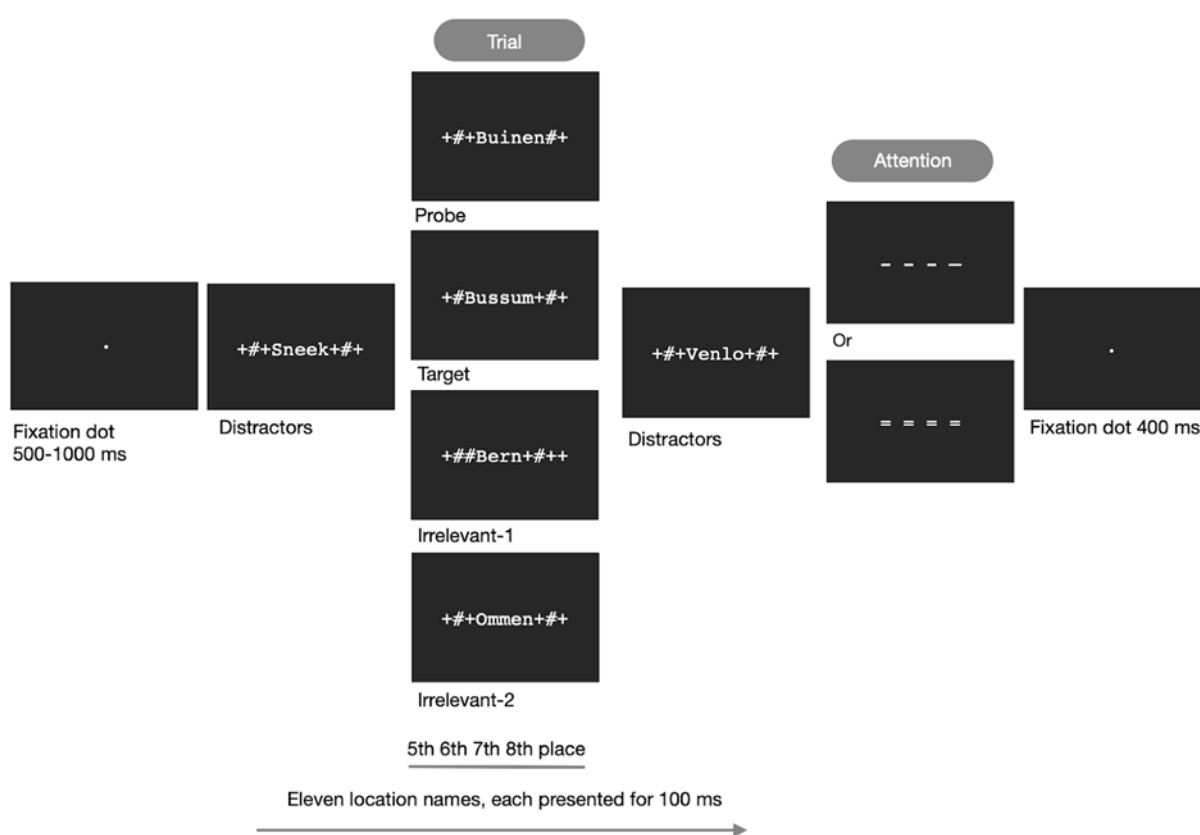 Trial
+#+Buinen#+
Probe
+#Bussum+#+
Target
+##Bern+#++
Irrelevant-1
+#+Ommen+#+
Irrelevant-2
5th 6th 7th 8th place
Eleven location names, each presented for 100 ms
.
Fixation dot
500-1000 ms
+#+Sneek+#+
Distractors
+#+Venlo+#+
Distractors
Attention
– – – –
Or
= = = =
.
Fixation dot 400 ms